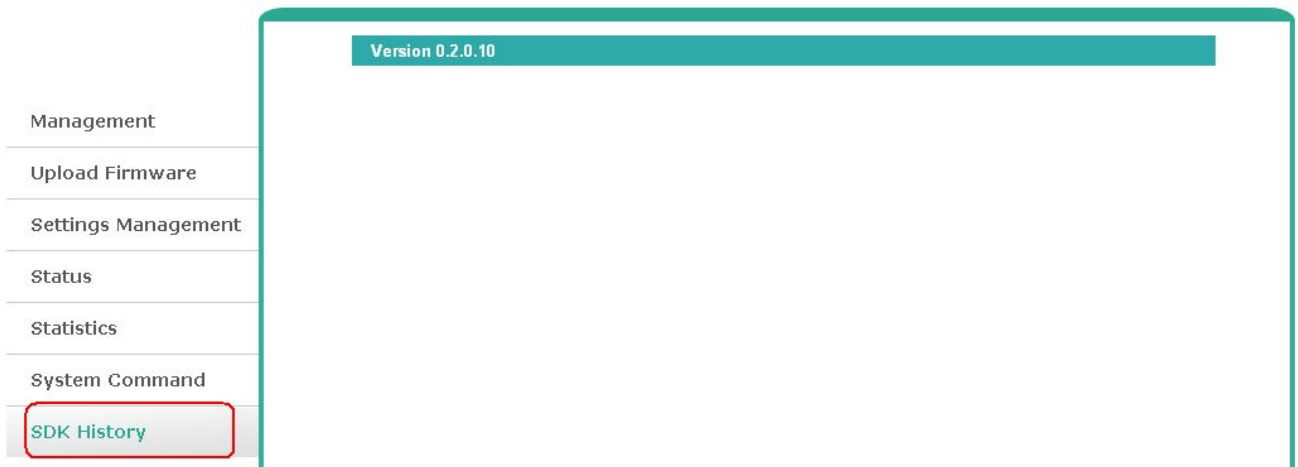 Version 0.2.0.10
Management
Upload Firmware
Settings Management
Status
Statistics
System Command
SDK History